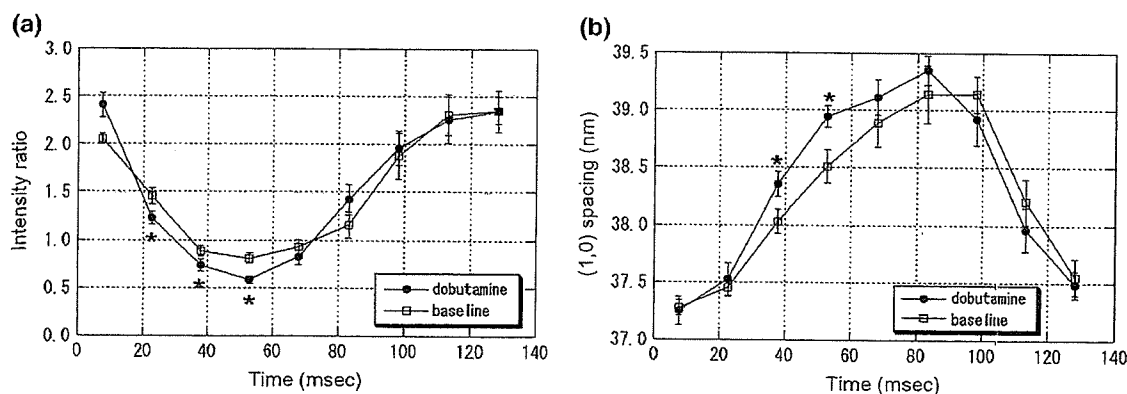 (a)
3.0
2.5
2.0
1.5
1.0
0.5
0.0
Intensity ratio
*
*
*
dobutamine
baseline
0 20 40 60 80 100 120 140
Time (msec)
(b)
39.5
39.0
38.5
38.0
37.5
37.0
(1,0) spacing (nm)
*
*
dobutamine
baseline
0 20 40 60 80 100 120 140
Time (msec)